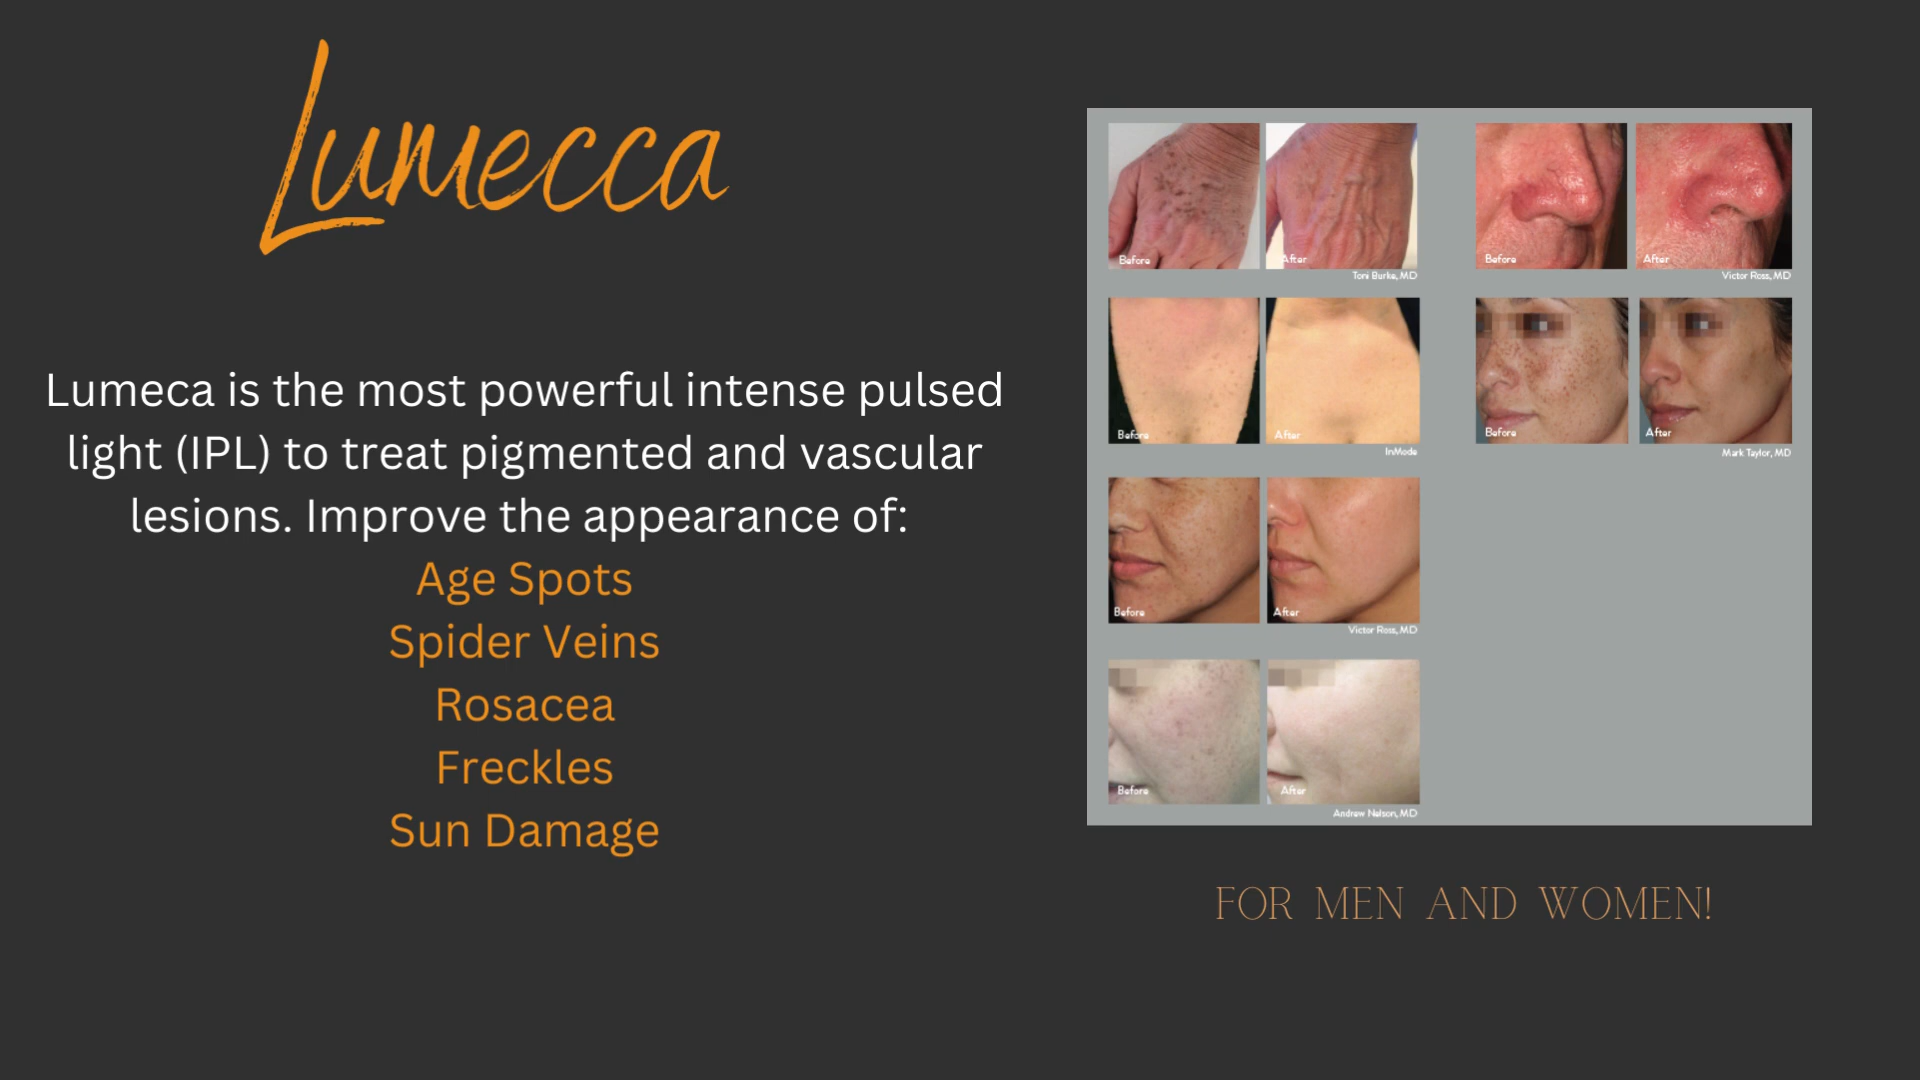 Lumecca
Lumeca is the most powerful intense pulsed
light (IPL) to treat pigmented and vascular
lesions. Improve the appearance of:
Age Spots
Spider Veins
Rosacea
Freckles
Sun Damage
Before
After
Toni Burke, MD
Before
After
Victor Ross, MD
Before
After
InMode
Before
After
Mark Taylor, MD
Before
After
Victor Ross, MD
Before
After
Andrew Nelson, MD
FOR MEN AND WOMEN!